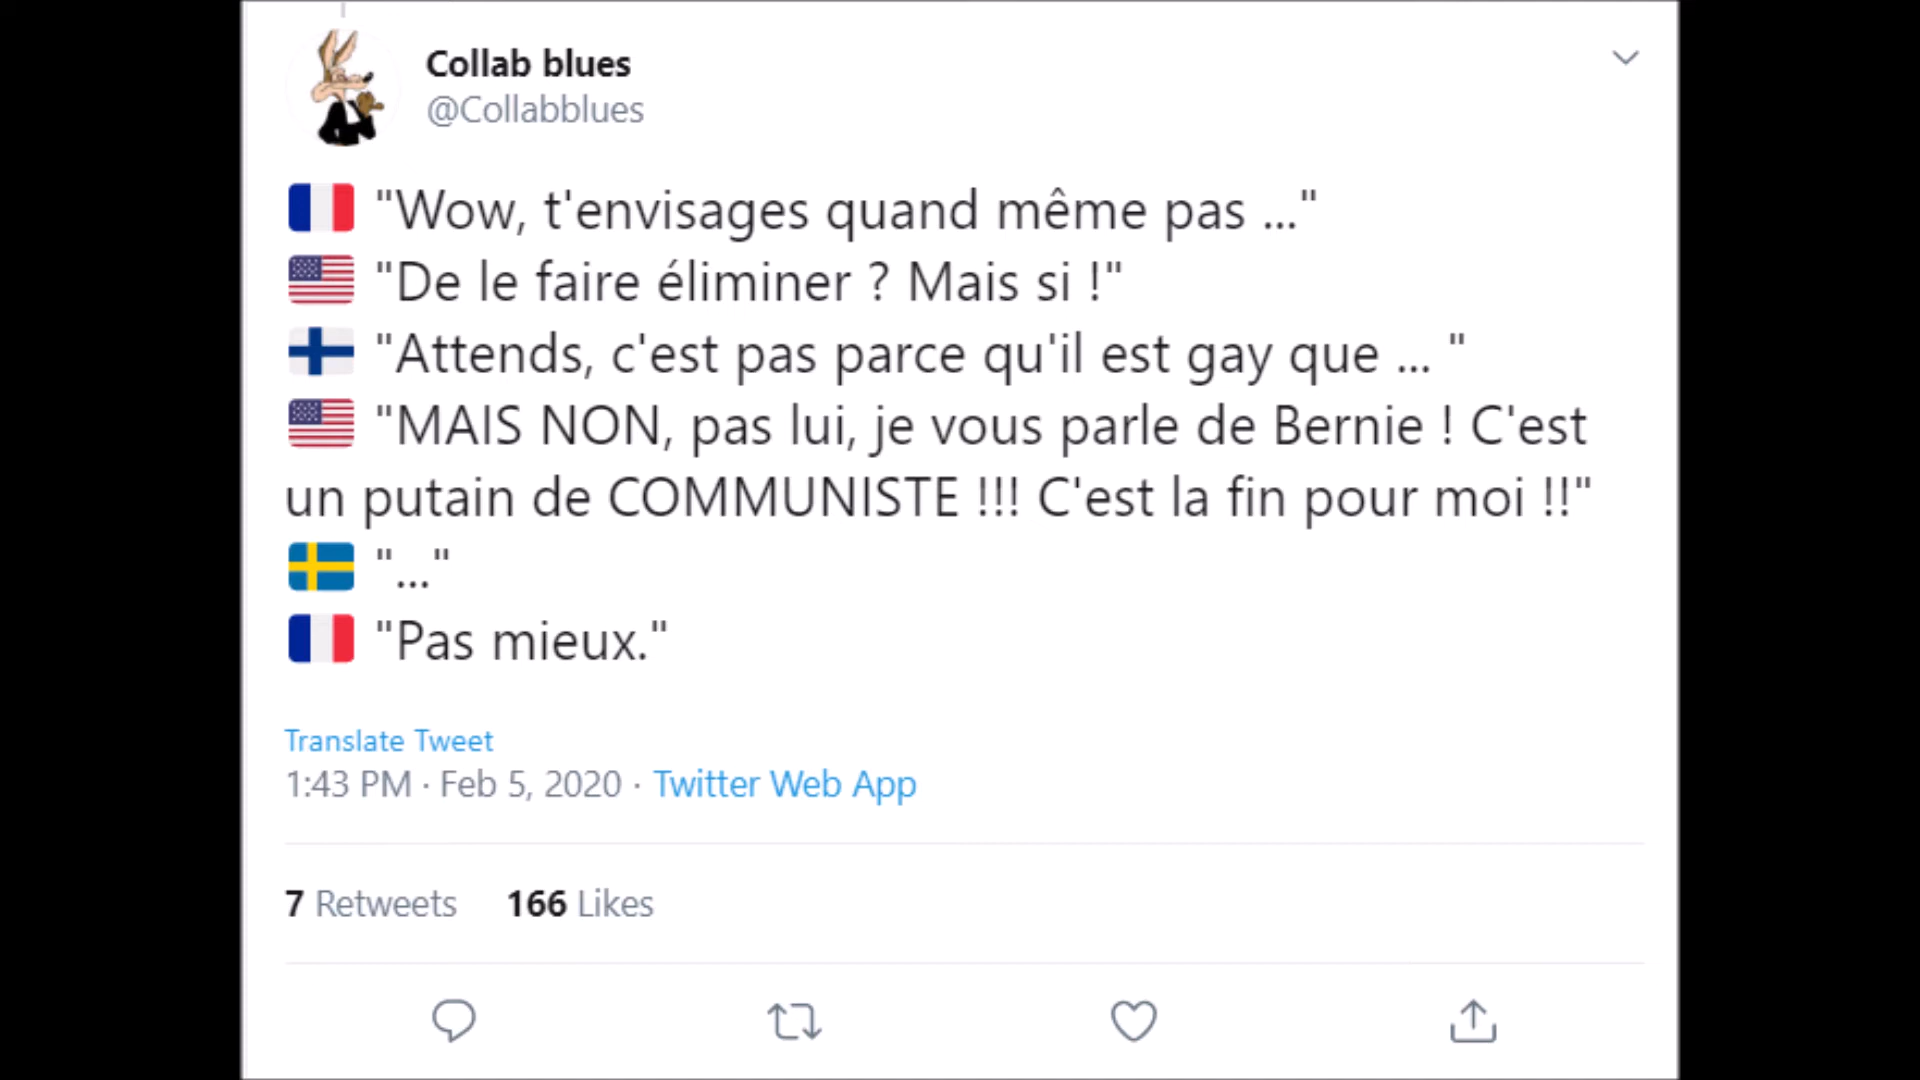 Collab blues
@Collabblues
🇫🇷 "Wow, t'envisages quand même pas ..."
🇺🇸 "De le faire éliminer ? Mais si !"
🇫🇮 "Attends, c'est pas parce qu'il est gay que ... "
🇺🇸 "MAIS NON, pas lui, je vous parle de Bernie ! C'est
un putain de COMMUNISTE !!! C'est la fin pour moi !!"
🇸🇪 "..."
🇫🇷 "Pas mieux."
Translate Tweet
1:43 PM · Feb 5, 2020 · Twitter Web App
7 Retweets 166 Likes